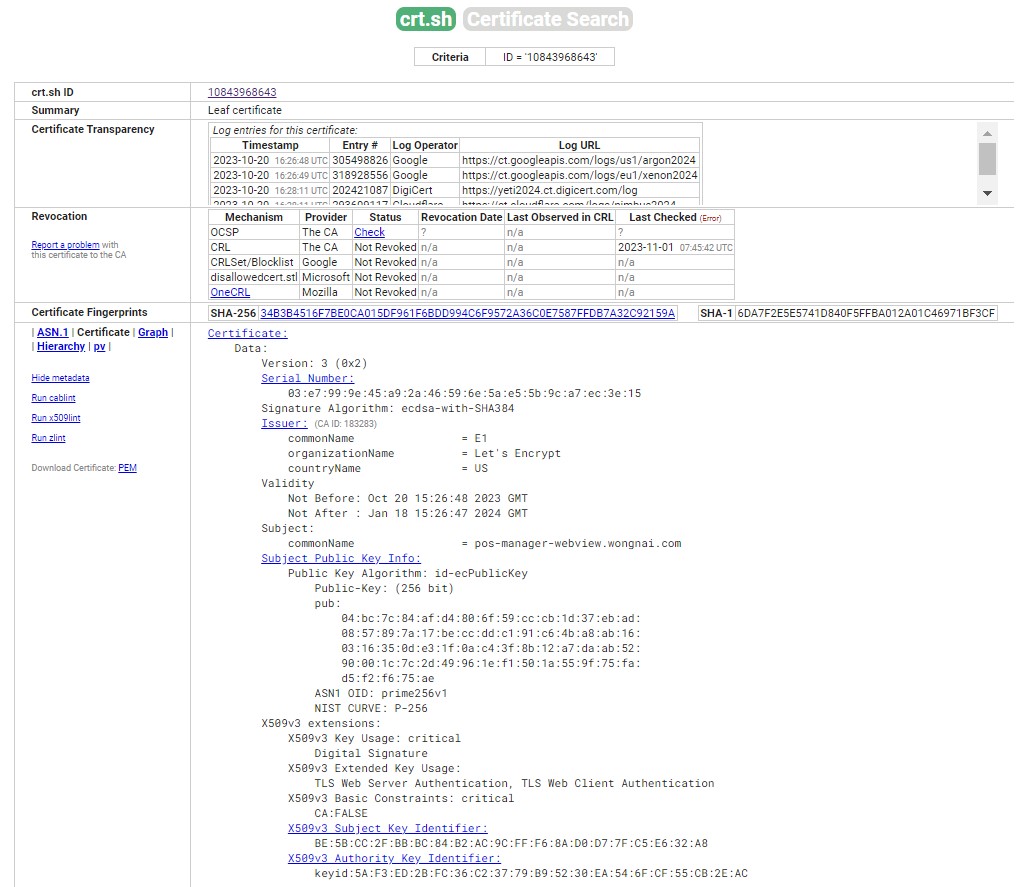 crt.sh Certificate Search
Criteria ID = '10843968643'
crt.sh ID 10843968643
Summary Leaf certificate
Certificate Transparency Log entries for this certificate:
Timestamp Entry # Log Operator Log URL
2023-10-20 16:26:48 UTC 305498826 Google https://ct.googleapis.com/logs/us1/argon2024
2023-10-20 16:26:49 UTC 318928556 Google https://ct.googleapis.com/logs/eu1/xenon2024
2023-10-20 16:28:11 UTC 202421087 DigiCert https://yeti2024.ct.digicert.com/log
2023-10-20 16:28:11 UTC 293609117 Cloudflare https://ct.cloudflare.com/logs/nimbus2024
Revocation
Report a problem with
this certificate to the CA
Mechanism Provider Status Revocation Date Last Observed in CRL Last Checked (Error)
OCSP The CA Check ? n/a ?
CRL The CA Not Revoked n/a n/a 2023-11-01 07:45:42 UTC
CRLSet/Blocklist Google Not Revoked n/a n/a n/a
disallowedcert.stl Microsoft Not Revoked n/a n/a n/a
OneCRL Mozilla Not Revoked n/a n/a n/a
Certificate Fingerprints SHA-256 34B3B4516F7BE0CA015DF961F6BDD994C6F9572A36C0E7587FFDB7A32C92159A SHA-1 6DA7F2E5E5741D840F5FFBA012A01C46971BF3CF
| ASN.1 | Certificate | Graph |
| Hierarchy | pv |
Hide metadata
Run cablint
Run x509lint
Run zlint
Download Certificate: PEM
Certificate:
Data:
Version: 3 (0x2)
Serial Number:
03:e7:99:9e:45:a9:2a:46:59:6e:5a:e5:5b:9c:a7:ec:3e:15
Signature Algorithm: ecdsa-with-SHA384
Issuer: (CA ID: 183283)
commonName = E1
organizationName = Let's Encrypt
countryName = US
Validity
Not Before: Oct 20 15:26:48 2023 GMT
Not After : Jan 18 15:26:47 2024 GMT
Subject:
commonName = pos-manager-webview.wongnai.com
Subject Public Key Info:
Public Key Algorithm: id-ecPublicKey
Public-Key: (256 bit)
pub:
04:bc:7c:84:af:d4:80:6f:59:cc:cb:1d:37:eb:ad:
08:57:89:7a:17:be:cc:dd:c1:91:c6:4b:a8:ab:16:
03:16:35:0d:e3:1f:0a:c4:3f:8b:12:a7:da:ab:52:
90:00:1c:7c:2d:49:96:1e:f1:50:1a:55:9f:75:fa:
d5:f2:f6:75:ae
ASN1 OID: prime256v1
NIST CURVE: P-256
X509v3 extensions:
X509v3 Key Usage: critical
Digital Signature
X509v3 Extended Key Usage:
TLS Web Server Authentication, TLS Web Client Authentication
X509v3 Basic Constraints: critical
CA:FALSE
X509v3 Subject Key Identifier:
BE:5B:CC:2F:BB:BC:84:B2:AC:9C:FF:F6:8A:D0:D7:7F:C5:E6:32:A8
X509v3 Authority Key Identifier:
keyid:5A:F3:ED:2B:FC:36:C2:37:79:B9:52:30:EA:54:6F:CF:55:CB:2E:AC